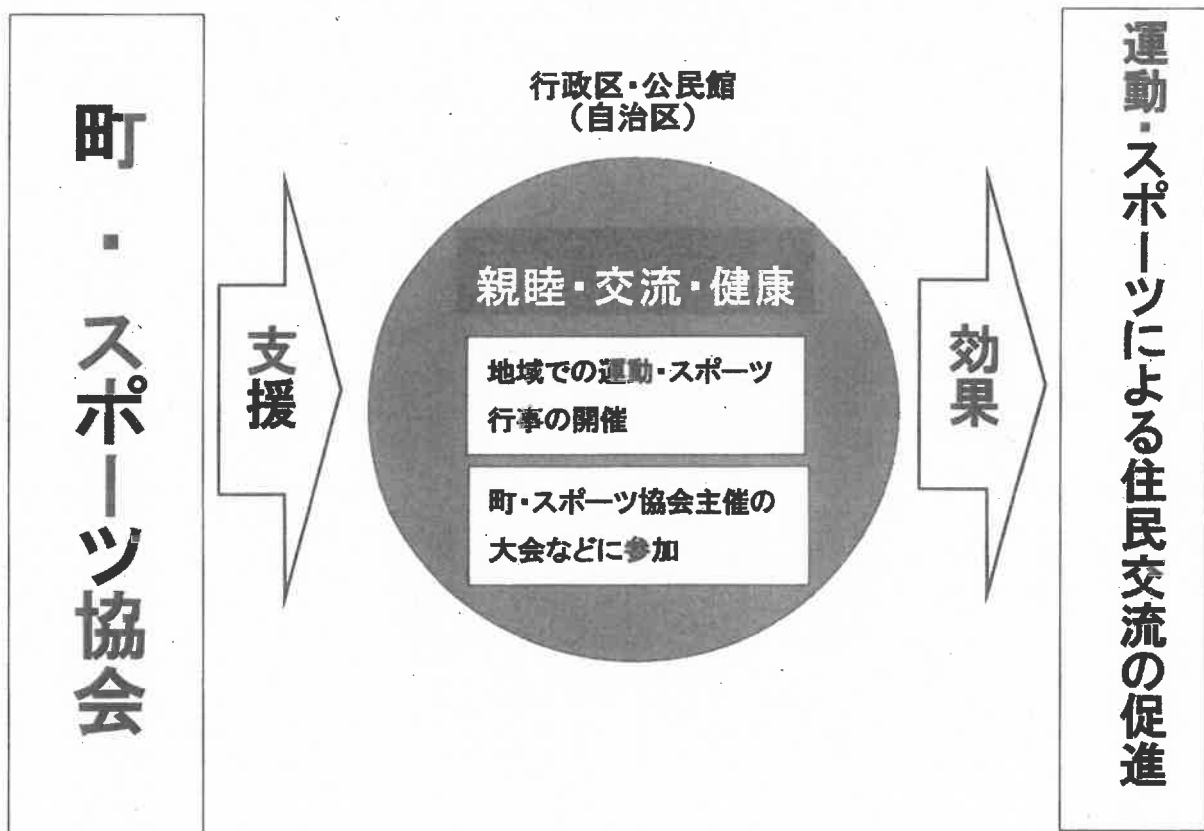 町・スポーツ協会
支援
行政区・公民館
（自治区）
親睦・交流・健康
地域での運動・スポーツ
行事の開催
町・スポーツ協会主催の
大会などに参加
効果
運動・スポーツによる住民交流の促進